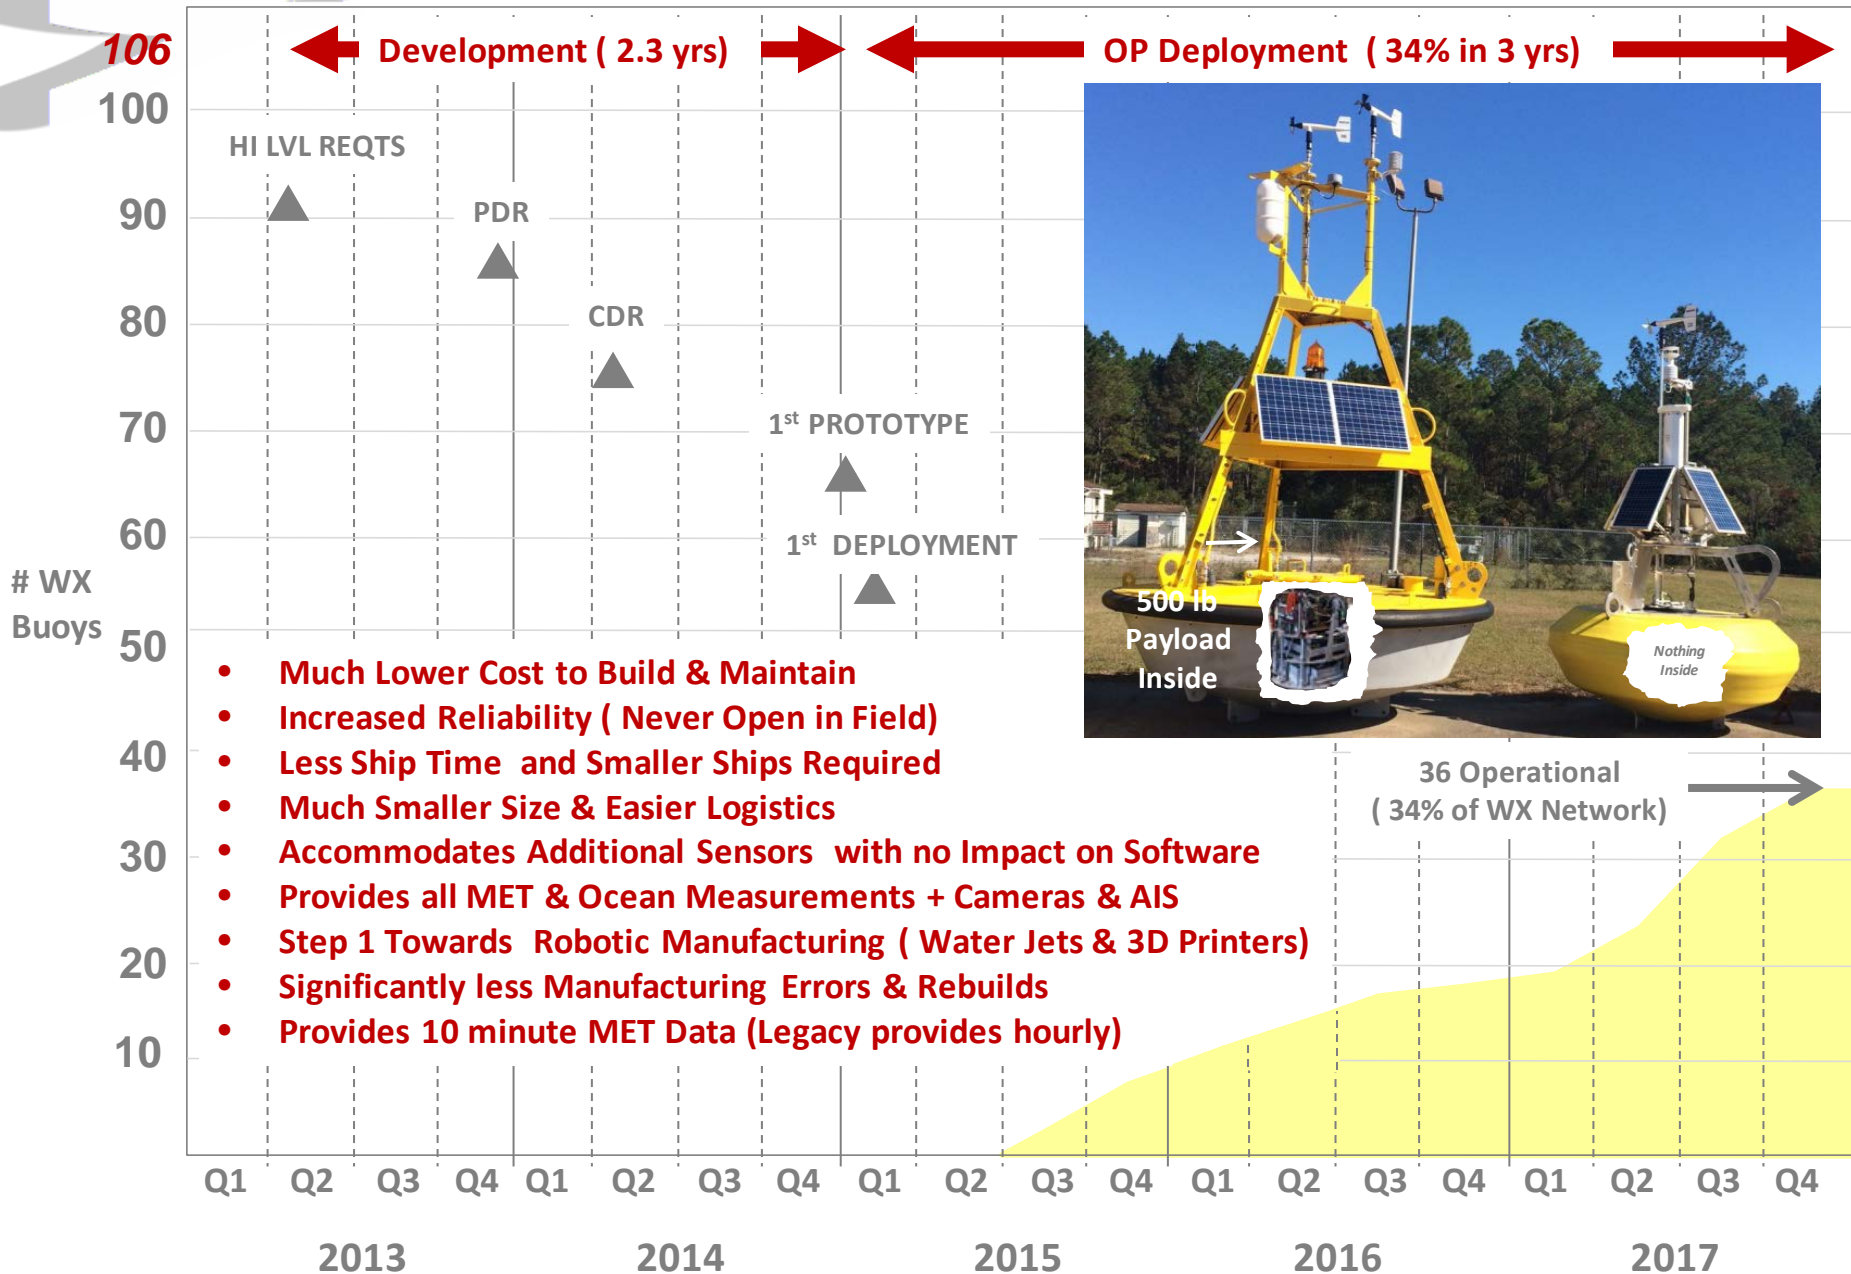 106
Development ( 2.3 yrs)
OP Deployment ( 34% in 3 yrs)
100
HI LVL REQTS
90
PDR
80
CDR
70
1st PROTOTYPE
60
1st DEPLOYMENT
# WX
Buoys
50
500 lb
Payload
Inside
Nothing
Inside
• Much Lower Cost to Build & Maintain
• Increased Reliability ( Never Open in Field)
• Less Ship Time and Smaller Ships Required
• Much Smaller Size & Easier Logistics
• Accommodates Additional Sensors with no Impact on Software
• Provides all MET & Ocean Measurements + Cameras & AIS
• Step 1 Towards Robotic Manufacturing ( Water Jets & 3D Printers)
• Significantly less Manufacturing Errors & Rebuilds
• Provides 10 minute MET Data (Legacy provides hourly)
40
30
20
10
36 Operational
( 34% of WX Network)
Q1 Q2 Q3 Q4 Q1 Q2 Q3 Q4 Q1 Q2 Q3 Q4 Q1 Q2 Q3 Q4 Q1 Q2 Q3 Q4
2013 2014 2015 2016 2017